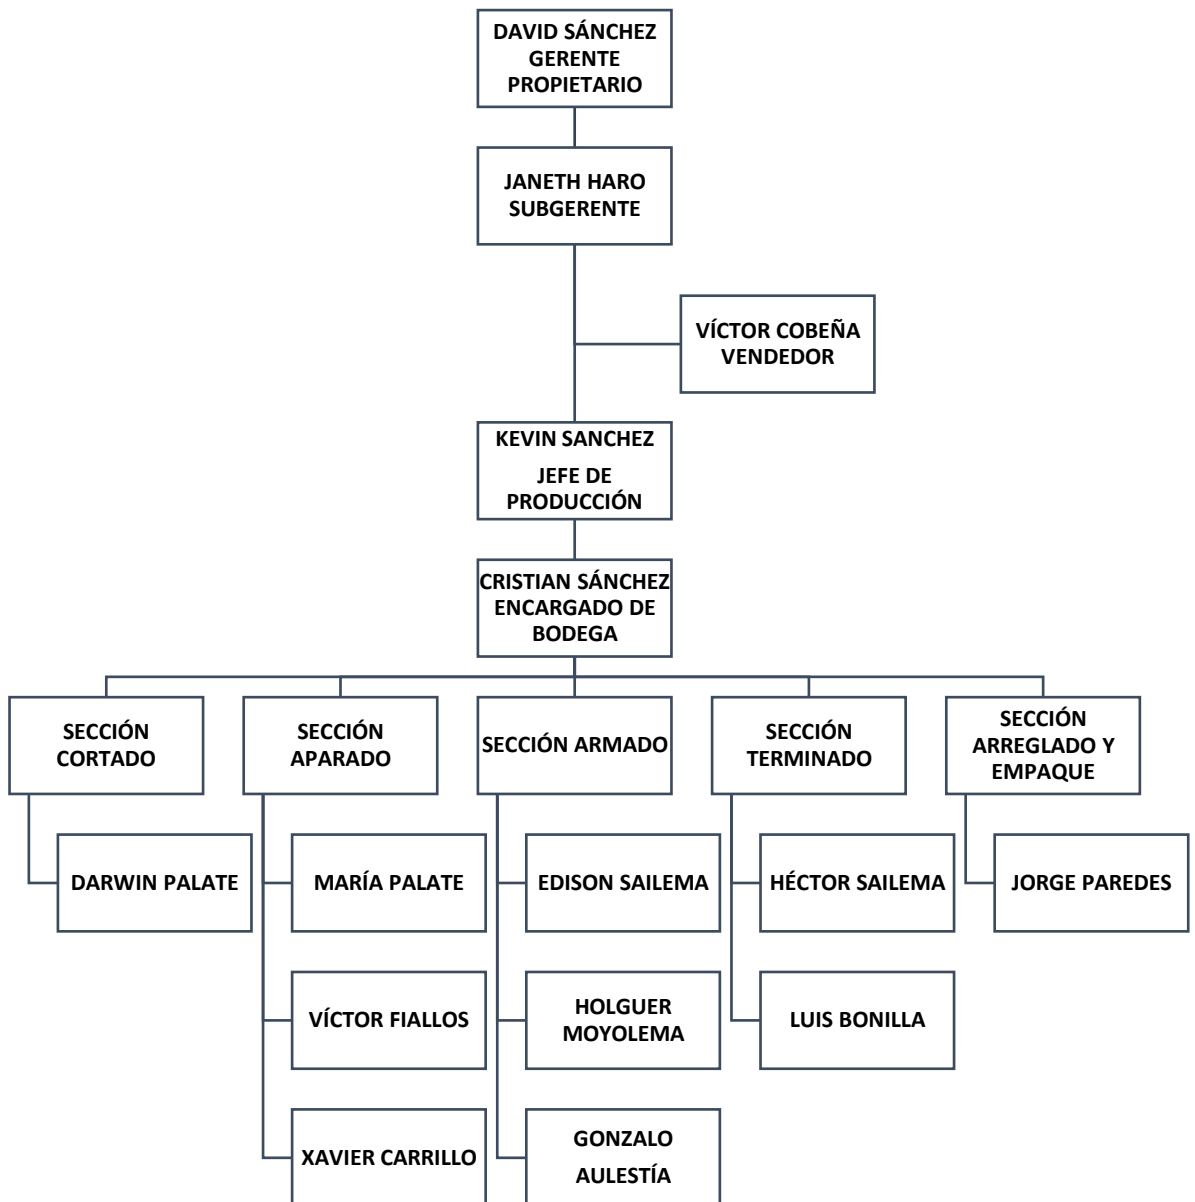 DAVID SÁNCHEZ
GERENTE
PROPIETARIO
JANETH HARO
SUBGERENTE
VÍCTOR COBEÑA
VENDEDOR
KEVIN SANCHEZ
JEFE DE
PRODUCCIÓN
CRISTIAN SÁNCHEZ
ENCARGADO DE
BODEGA
SECCIÓN
CORTADO
SECCIÓN
APARADO
SECCIÓN ARMADO
SECCIÓN
TERMINADO
SECCIÓN
ARREGLADO Y
EMPAQUE
DARWIN PALATE
MARÍA PALATE
EDISON SAILEMA
HÉCTOR SAILEMA
JORGE PAREDES
VÍCTOR FIALLOS
HOLGUER
MOYOLEMA
LUIS BONILLA
XAVIER CARRILLO
GONZALO
AULESTÍA